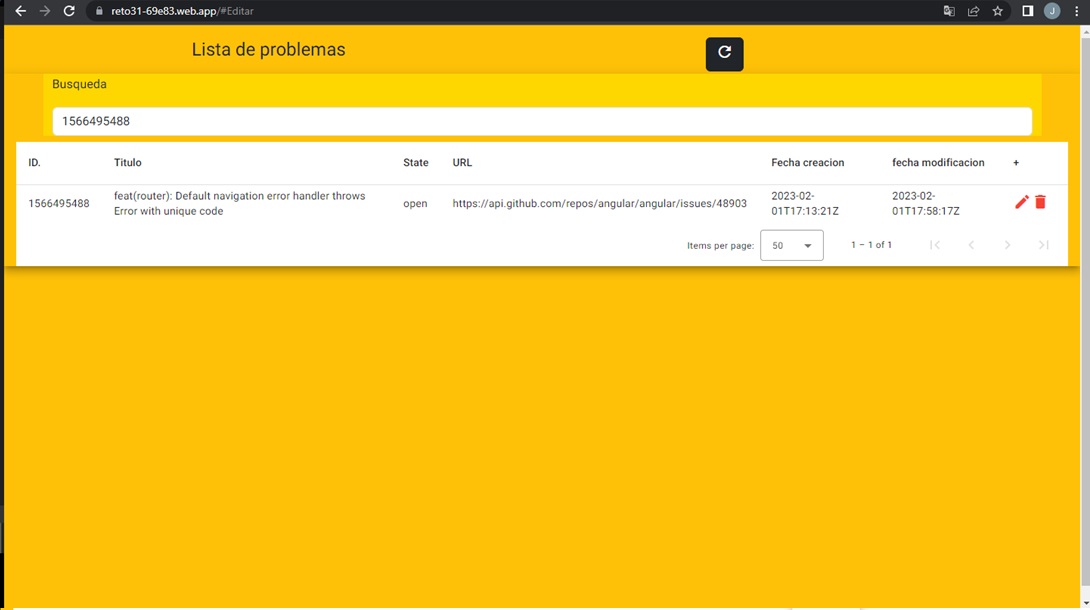 reto31-69e83.web.app/#Editar
J
Lista de problemas
Busqueda
1566495488
ID. Titulo State URL Fecha creacion fecha modificacion +
1566495488 feat(router): Default navigation error handler throws open https://api.github.com/repos/angular/angular/issues/48903 2023-02- 2023-02-
Error with unique code 01T17:13:21Z 01T17:58:17Z
Items per page: 50 1 – 1 of 1